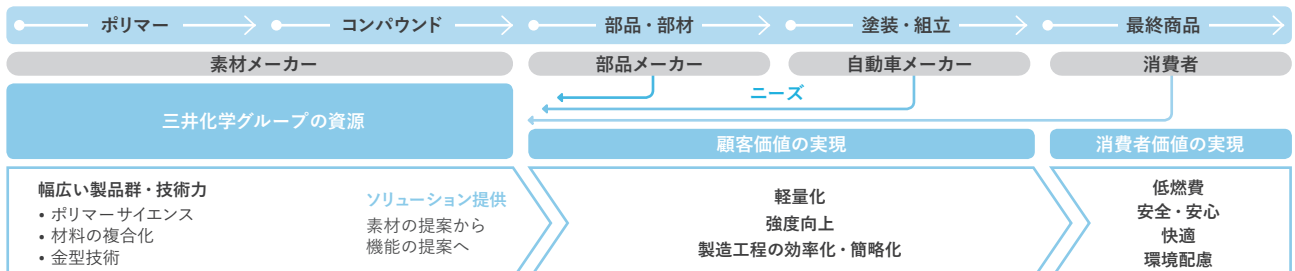 ポリマー
コンパウンド
部品・部材
塗装・組立
最終商品
素材メーカー
部品メーカー
自動車メーカー
消費者
ニーズ
三井化学グループの資源
顧客価値の実現
消費者価値の実現
幅広い製品群・技術力
• ポリマーサイエンス
• 材料の複合化
• 金型技術
ソリューション提供
素材の提案から
機能の提案へ
軽量化
強度向上
製造工程の効率化・簡略化
低燃費
安全・安心
快適
環境配慮